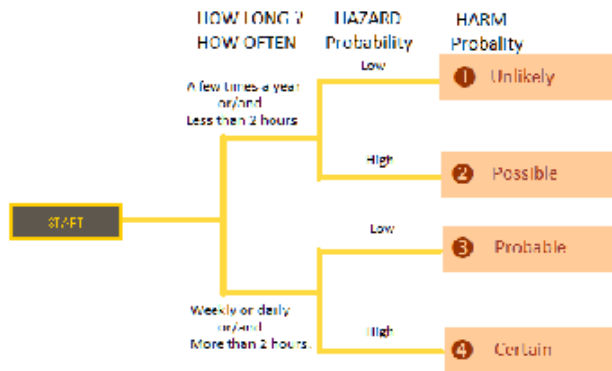 HOW LONG ?
HOW OFTEN
HAZARD
Probability
HARM
Probality
A few times a year
or/and
Less than 2 hours
Low
1 Unlikely
High
2 Possible
START
Low
3 Probable
Weekly or daily
or/and
More than 2 hours.
High
4 Certain